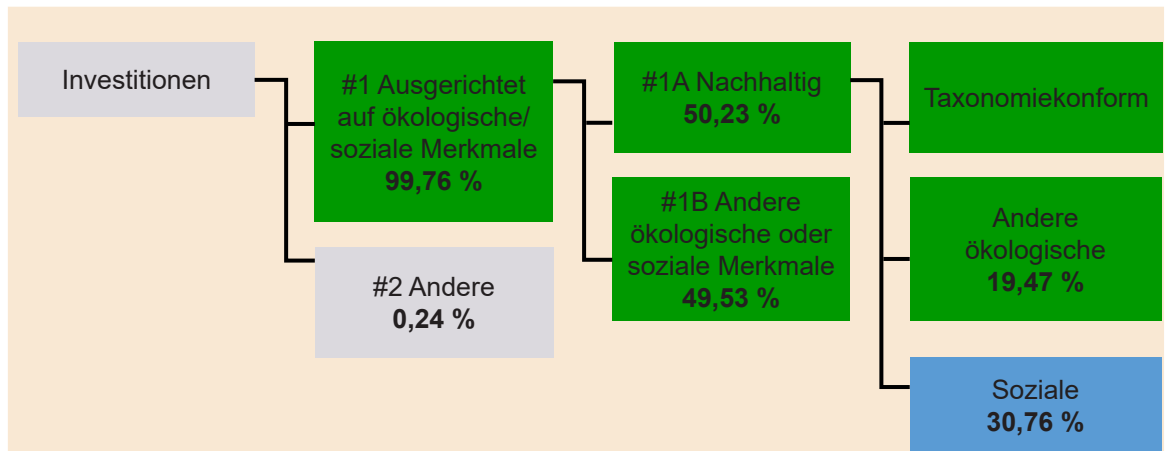 Investitionen
#1 Ausgerichtet
auf ökologische/
soziale Merkmale
99,76 %
#2 Andere
0,24 %
#1A Nachhaltig
50,23 %
#1B Andere
ökologische oder
soziale Merkmale
49,53 %
Taxonomiekonform
Andere
ökologische
19,47 %
Soziale
30,76 %